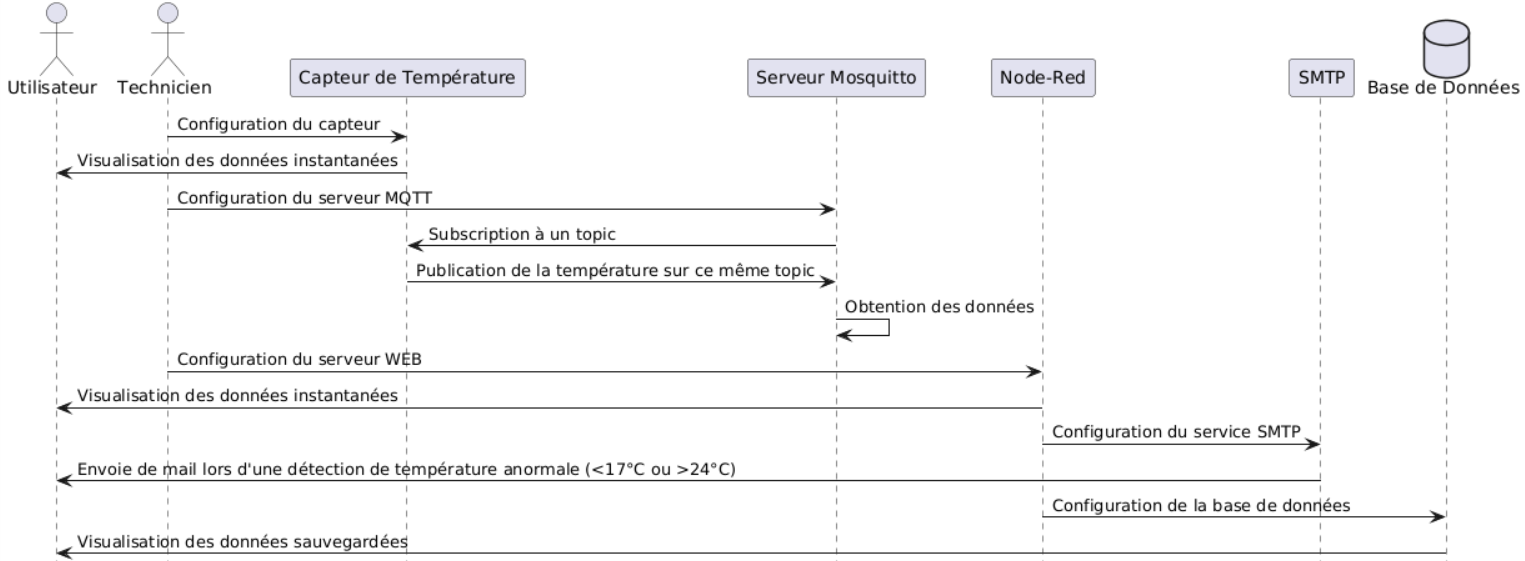 Utilisateur
Technicien
Capteur de Température
Serveur Mosquitto
Node-Red
SMTP
Base de Données
Configuration du capteur
Visualisation des données instantanées
Configuration du serveur MQTT
Subscription à un topic
Publication de la température sur ce même topic
Obtention des données
Configuration du serveur WEB
Visualisation des données instantanées
Configuration du service SMTP
Envoie de mail lors d'une détection de température anormale (<17°C ou >24°C)
Configuration de la base de données
Visualisation des données sauvegardées